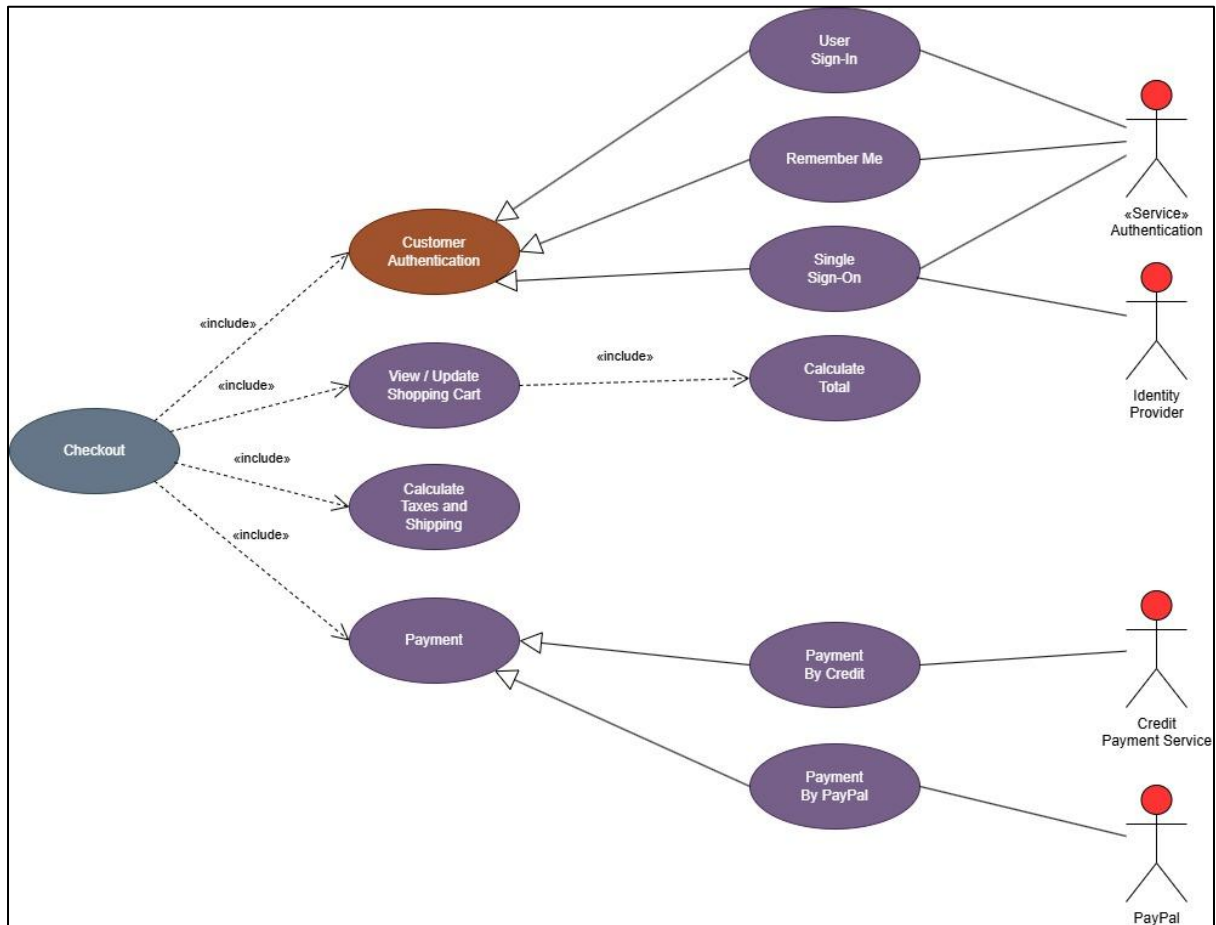 User
Sign-In
Remember Me
«Service»
Authentication
Customer
Authentication
Single
Sign-On
«include»
«include»
«include»
View / Update
Shopping Cart
Calculate
Total
Identity
Provider
Checkout
«include»
Calculate
Taxes and
Shipping
«include»
Payment
Payment
By Credit
Credit
Payment Service
Payment
By PayPal
PayPal